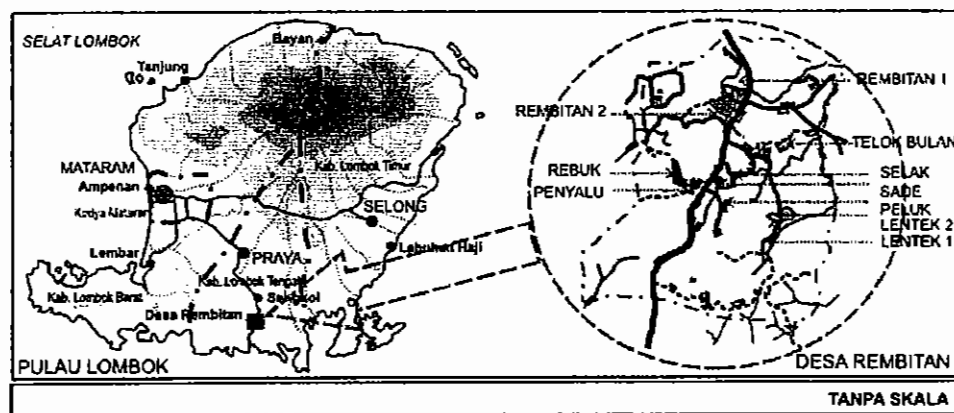 SELAT LOMBOK
Bayan
Tanjung
MATARAM
Ampenan
Kodya Mataram
Kab. Lombok Timur
SELONG
Labuhan Haji
Lembar
PRAYA
Kab. Lombok Tengah
Kab. Lombok Barat
Sengkol
Desa Rembitan
PULAU LOMBOK
REMBITAN 1
REMBITAN 2
TELOK BULAN
REBUK
SELAK
PENYALU
SADE
PELUK
LENTEK 2
LENTEK 1
DESA REMBITAN
TANPA SKALA